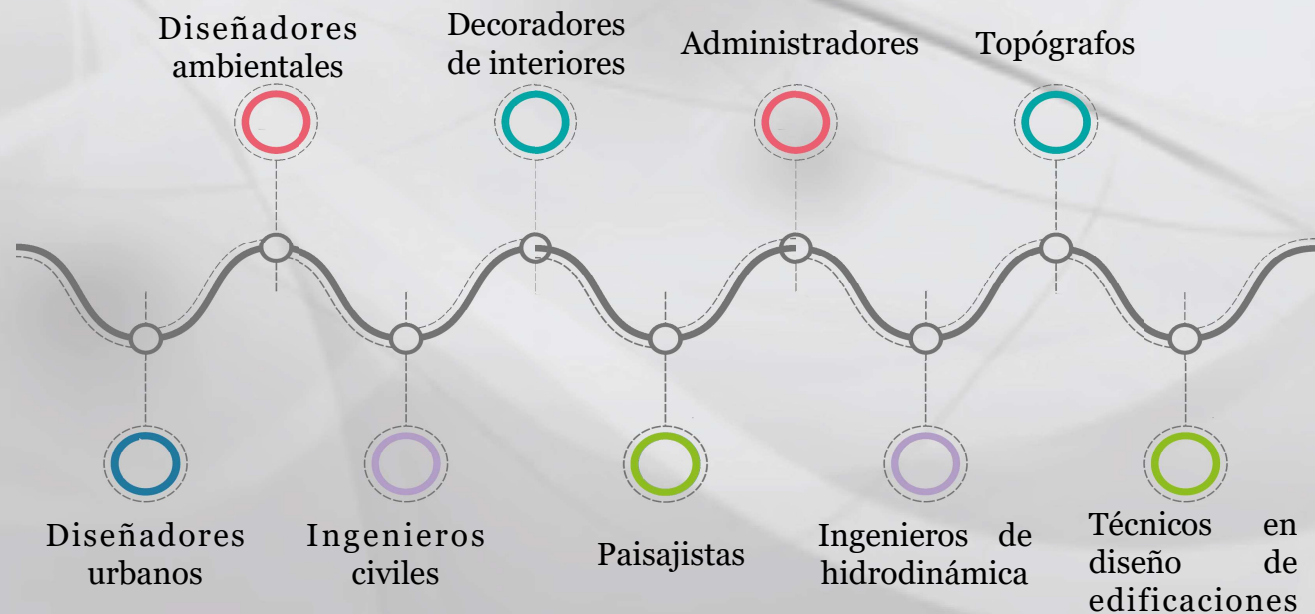 Diseñadores
ambientales
Decoradores
de interiores
Administradores
Topógrafos
Diseñadores
urbanos
Ingenieros
civiles
Paisajistas
Ingenieros de
hidrodinámica
Técnicos en
diseño de
edificaciones